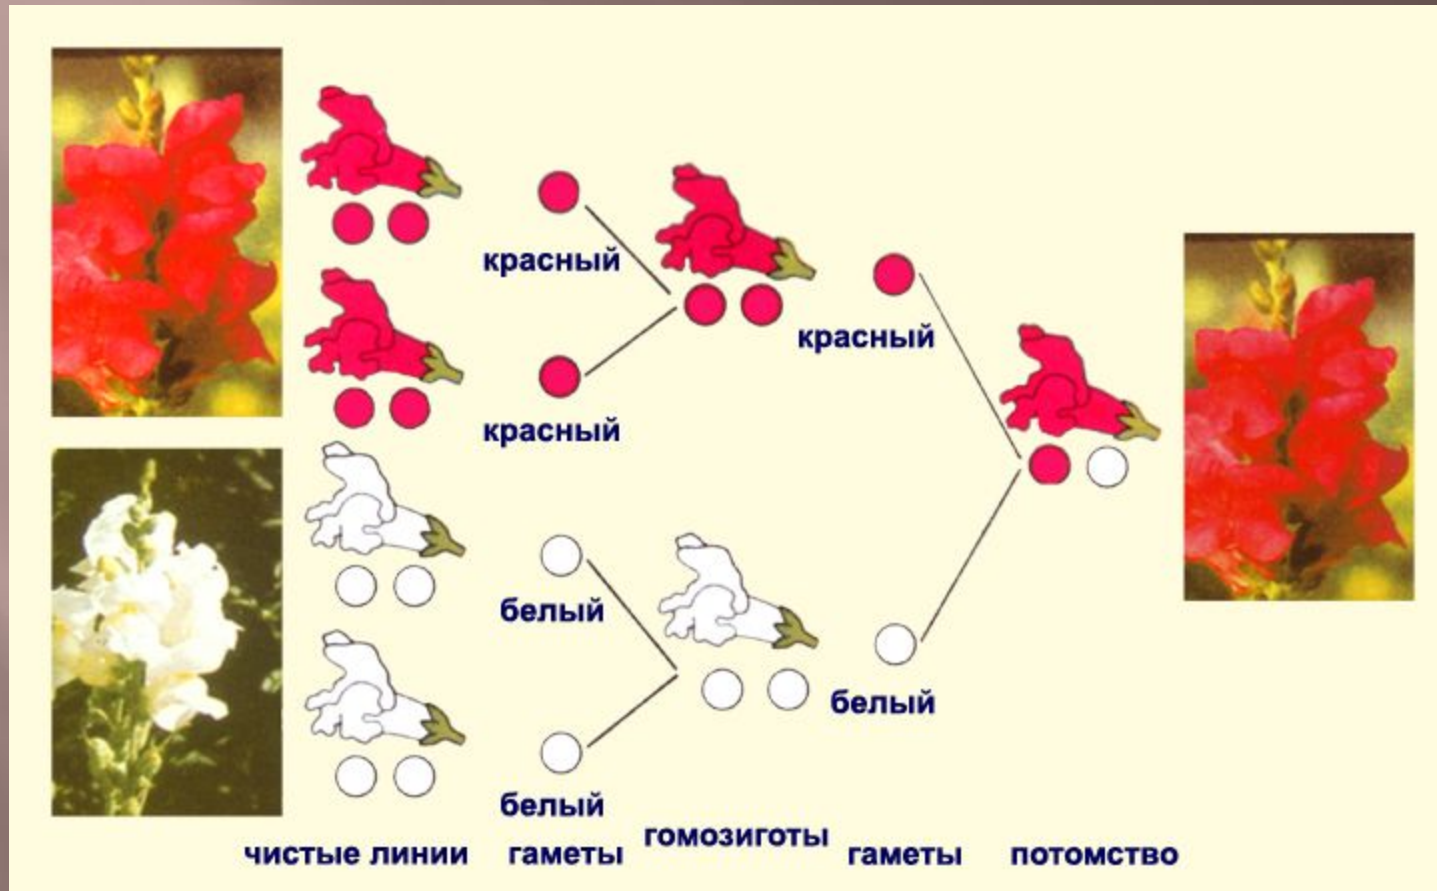 красный
красный
красный
белый
белый
белый
чистые линии
гаметы
гомозиготы
гаметы
потомство